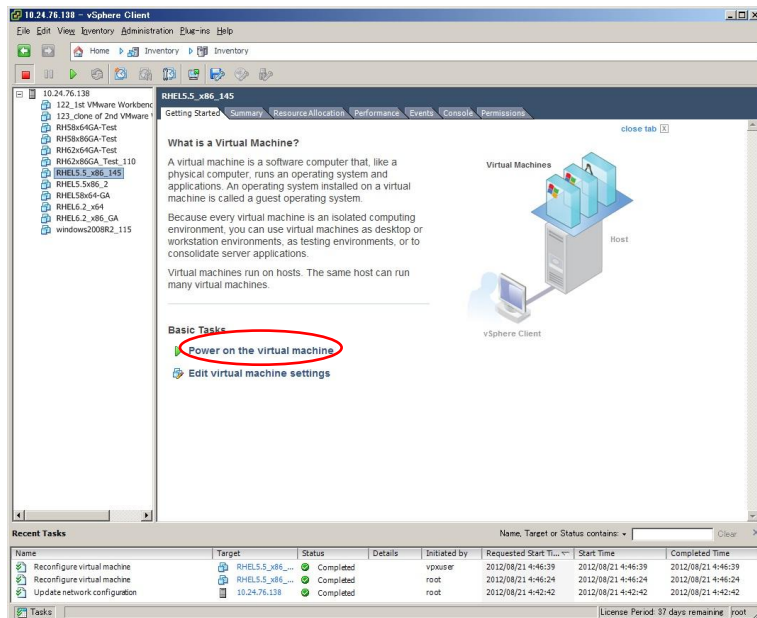 10.24.76.138 - vSphere Client
File Edit View Inventory Administration Plug-ins Help
Home Inventory Inventory
10.24.76.138
122_1st VMware Workbenc
123_clone of 2nd VMware
RH58x64GA-Test
RH58x86GA-Test
RH62x64GA-Test
RH62x86GA_Test_110
RHEL5.5_x86_145
RHEL5.5x86_2
RHEL58x64-GA
RHEL6.2_x64
RHEL6.2_x86_GA
windows2008R2_115
RHEL5.5_x86_145
Getting Started Summary Resource Allocation Performance Events Console Permissions
close tab X
What is a Virtual Machine?
A virtual machine is a software computer that, like a
physical computer, runs an operating system and
applications. An operating system installed on a virtual
machine is called a guest operating system.
Because every virtual machine is an isolated computing
environment, you can use virtual machines as desktop or
workstation environments, as testing environments, or to
consolidate server applications.
Virtual machines run on hosts. The same host can run
many virtual machines.
Virtual Machines
Host
vSphere Client
Basic Tasks
Power on the virtual machine
Edit virtual machine settings
Recent Tasks
Name, Target or Status contains: Clear
Name Target Status Details Initiated by Requested Start Ti... Start Time Completed Time
Reconfigure virtual machine RHEL5.5_x86_... Completed vpxuser 2012/08/21 4:46:39 2012/08/21 4:46:39 2012/08/21 4:46:39
Reconfigure virtual machine RHEL5.5_x86_... Completed root 2012/08/21 4:46:24 2012/08/21 4:46:24 2012/08/21 4:46:24
Update network configuration 10.24.76.138 Completed root 2012/08/21 4:42:42 2012/08/21 4:42:42 2012/08/21 4:42:42
Tasks License Period: 37 days remaining root